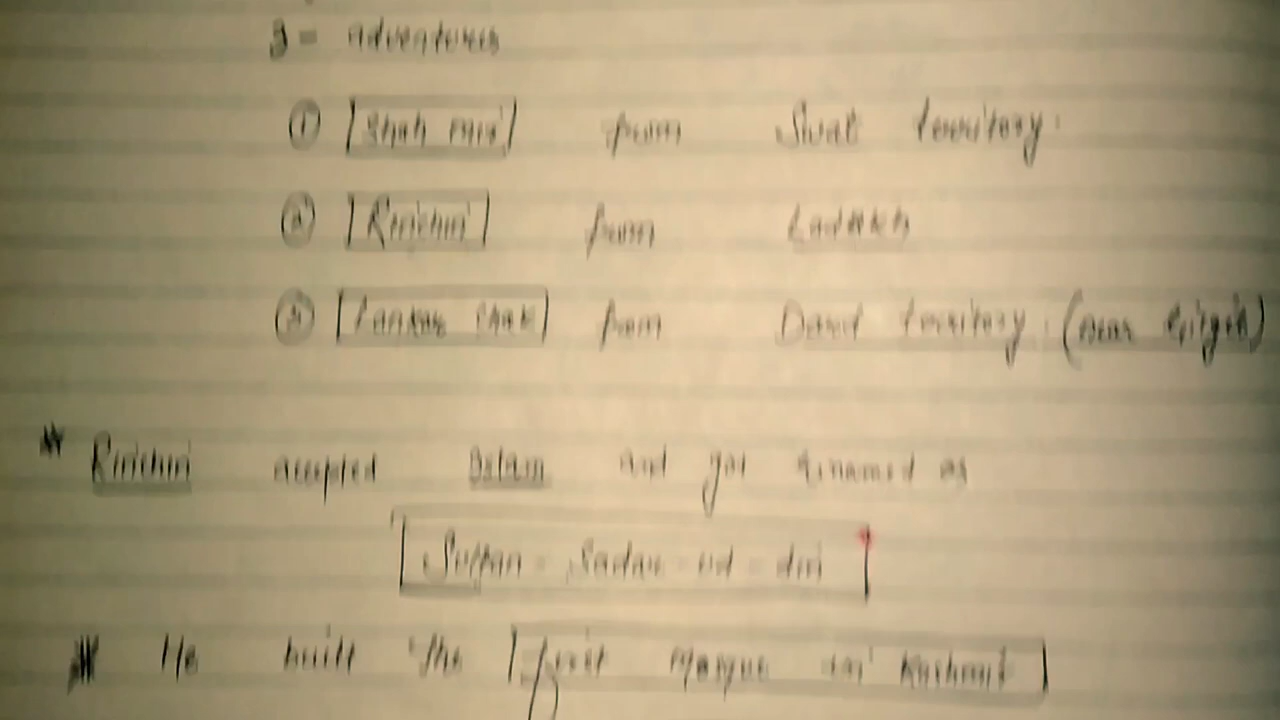 3 = adventurers
① [Shah mir] from Swat territory.
② [Rinchin] from Ladakh
③ [Lankar Chak] from Dard territory. (near Girgit)
* Rinchin accepted Islam and got renamed as
[Sultan - Sadar - ud - din]
* He built the [first Mosque in Kashmir]